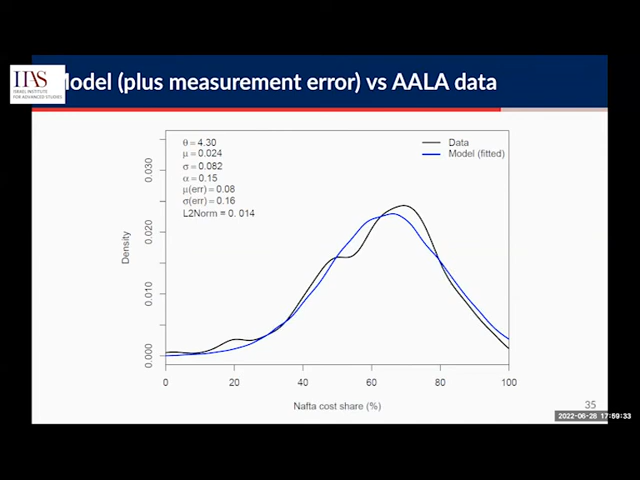 IIAS
ISRAEL INSTITUTE
FOR ADVANCED STUDIES
Model (plus measurement error) vs AALA data
θ = 4.30
μ = 0.024
σ = 0.082
α = 0.15
μ(err) = 0.08
σ(err) = 0.16
L2Norm = 0. 014
Data
Model (fitted)
Density
0.030
0.020
0.010
0.000
0
20
40
60
80
100
Nafta cost share (%)
35
2022-06-28 17:59:33